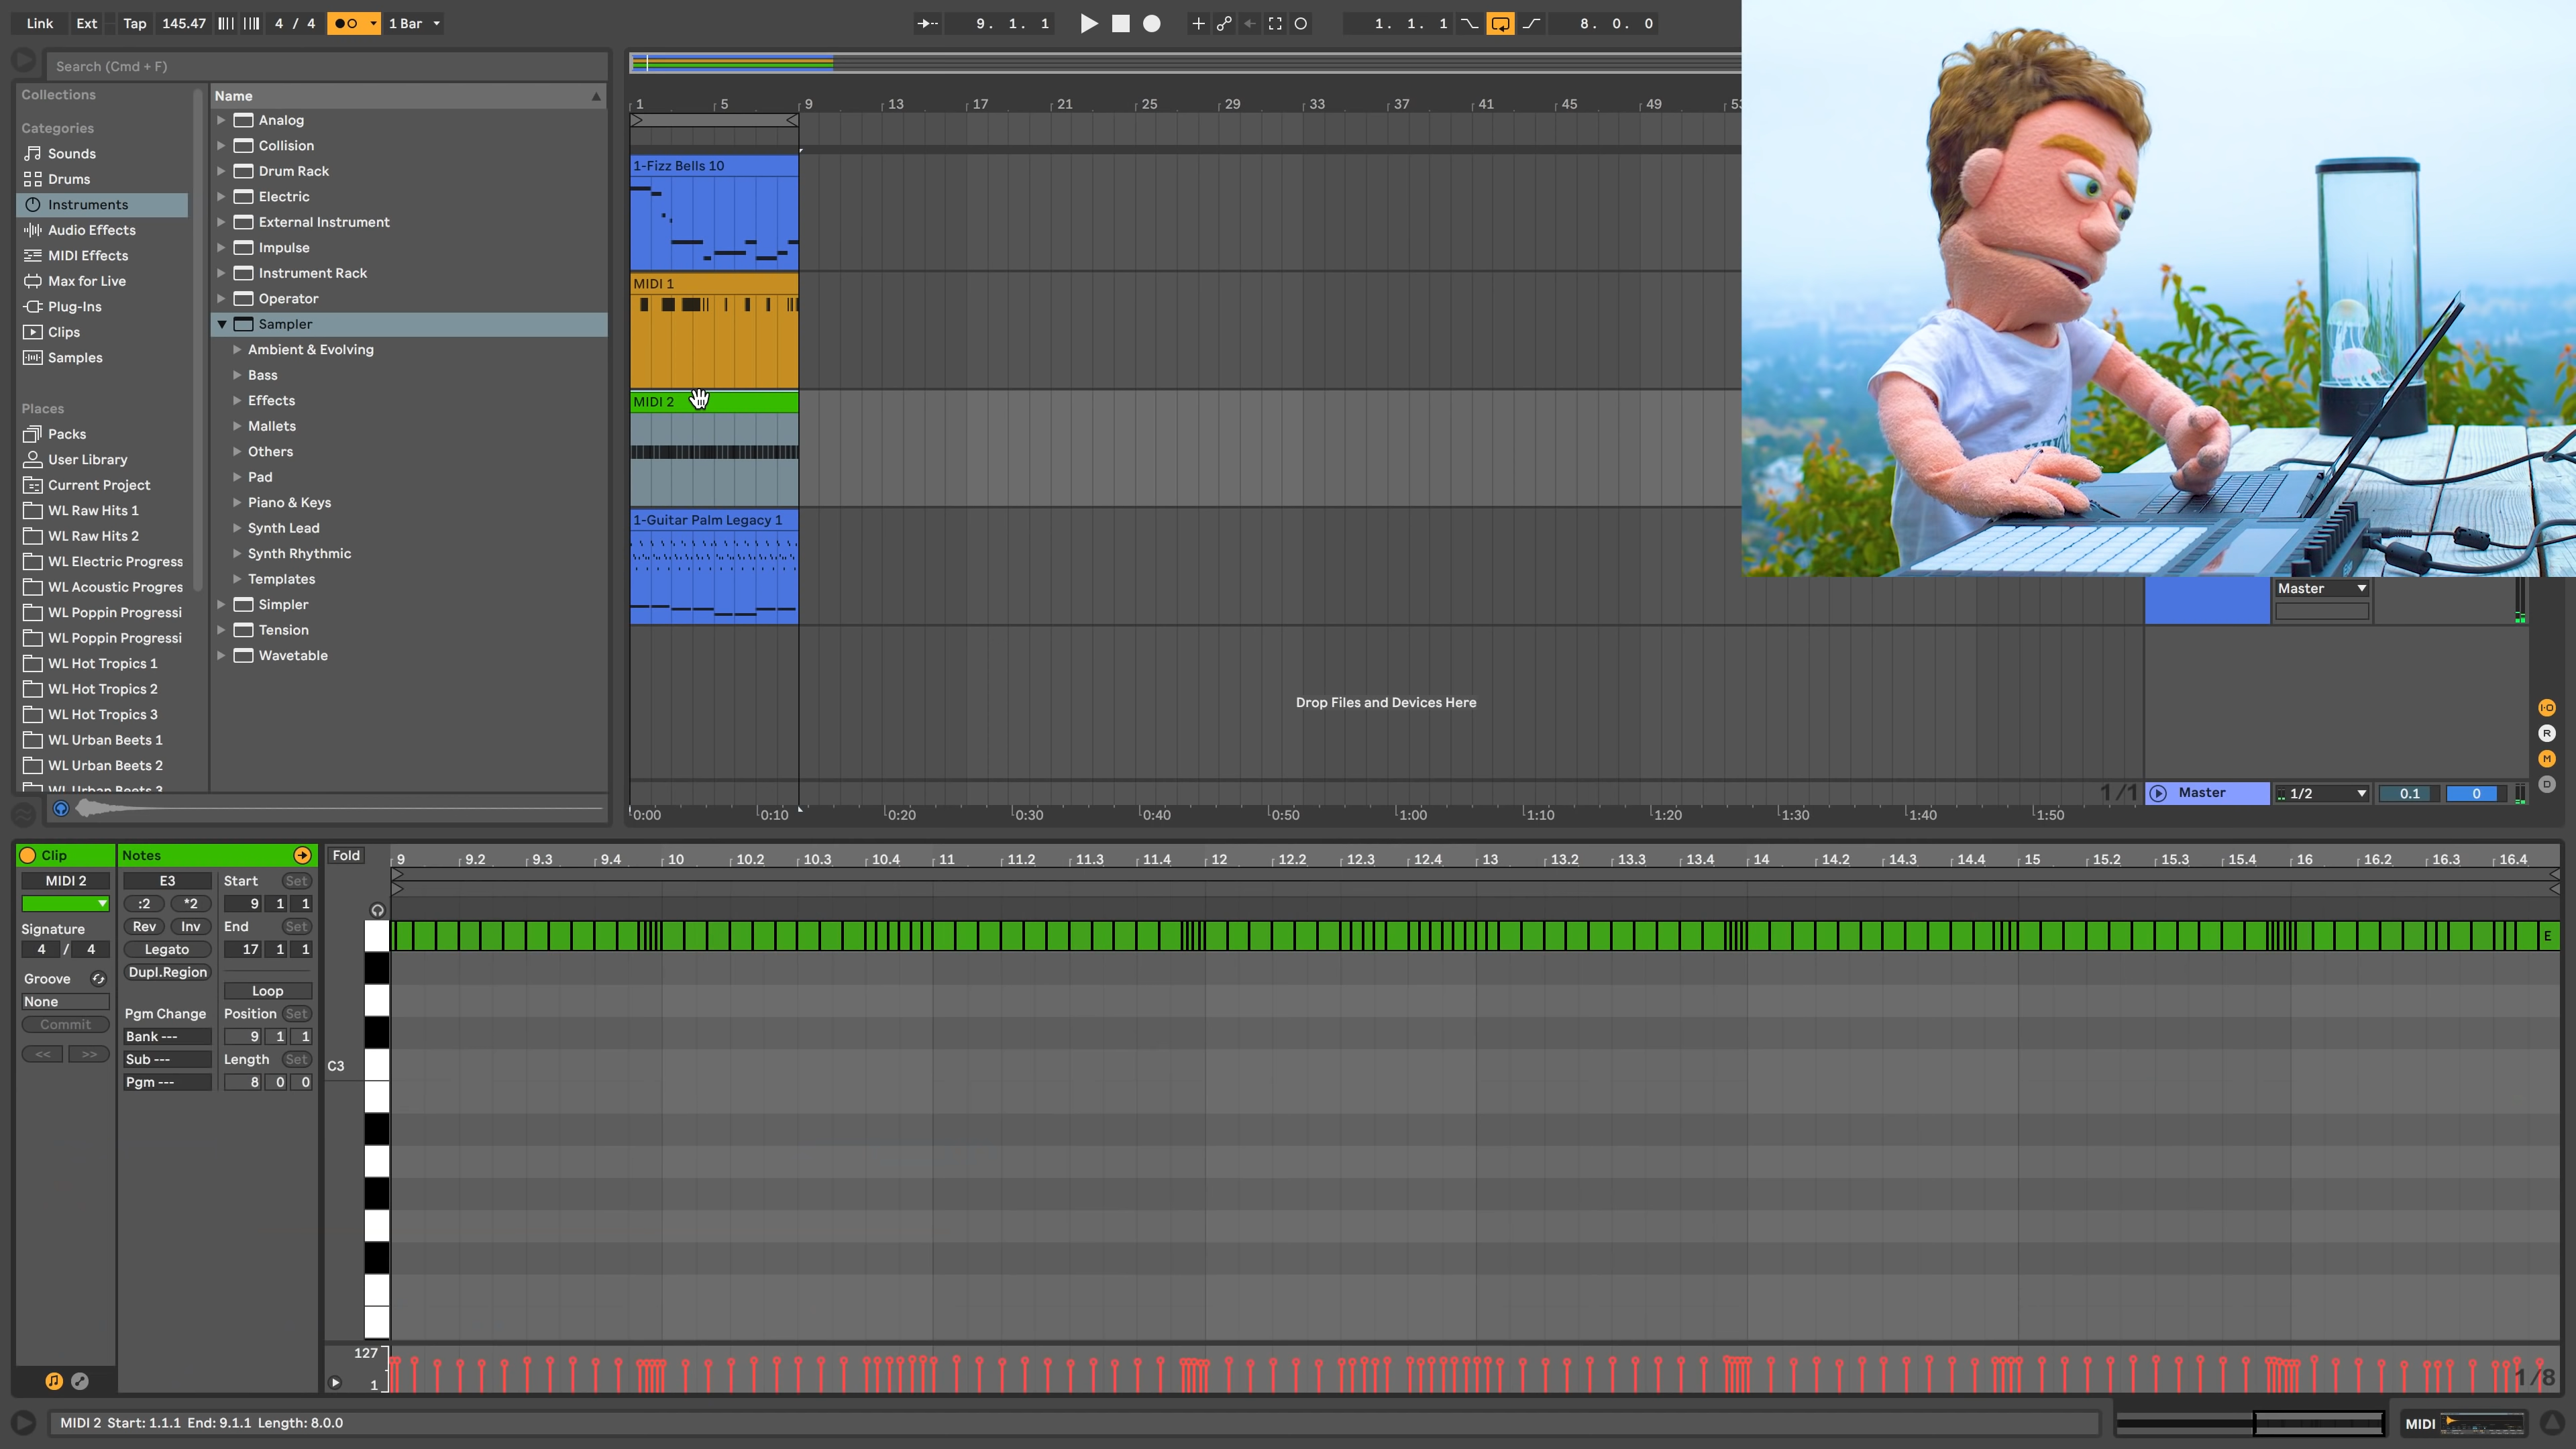 Link Ext Tap 145.47 4 / 4 1 Bar 9. 1. 1 1. 1. 1 8. 0. 0
Search (Cmd + F)
Collections
Categories
Sounds
Drums
Instruments
Audio Effects
MIDI Effects
Max for Live
Plug-Ins
Clips
Samples
Places
Packs
User Library
Current Project
WL Raw Hits 1
WL Raw Hits 2
WL Electric Progress
WL Acoustic Progres
WL Poppin Progressi
WL Poppin Progressi
WL Hot Tropics 1
WL Hot Tropics 2
WL Hot Tropics 3
WL Urban Beets 1
WL Urban Beets 2
WL Urban Beets 3
Name
Analog
Collision
Drum Rack
Electric
External Instrument
Impulse
Instrument Rack
Operator
Sampler
Ambient & Evolving
Bass
Effects
Mallets
Others
Pad
Piano & Keys
Synth Lead
Synth Rhythmic
Templates
Simpler
Tension
Wavetable
1 5 9 13 17 21 25 29 33 37 41 45 49 53
1-Fizz Bells 10
MIDI 1
MIDI 2
1-Guitar Palm Legacy 1
Master
Drop Files and Devices Here
I·O
R
M
D
1/1 Master 1/2 0.1 0
0:00 0:10 0:20 0:30 0:40 0:50 1:00 1:10 1:20 1:30 1:40 1:50
Clip
MIDI 2
Signature
4 / 4
Groove
None
Commit
<< >>
Notes
E3
:2 *2
Rev Inv
Legato
Dupl.Region
Pgm Change
Bank ---
Sub ---
Pgm ---
Start Set
9 1 1
End Set
17 1 1
Loop
Position Set
9 1 1
Length Set
8 0 0
Fold 9 9.2 9.3 9.4 10 10.2 10.3 10.4 11 11.2 11.3 11.4 12 12.2 12.3 12.4 13 13.2 13.3 13.4 14 14.2 14.3 14.4 15 15.2 15.3 15.4 16 16.2 16.3 16.4
E
C3
127
1
1/8
MIDI 2 Start: 1.1.1 End: 9.1.1 Length: 8.0.0
MIDI